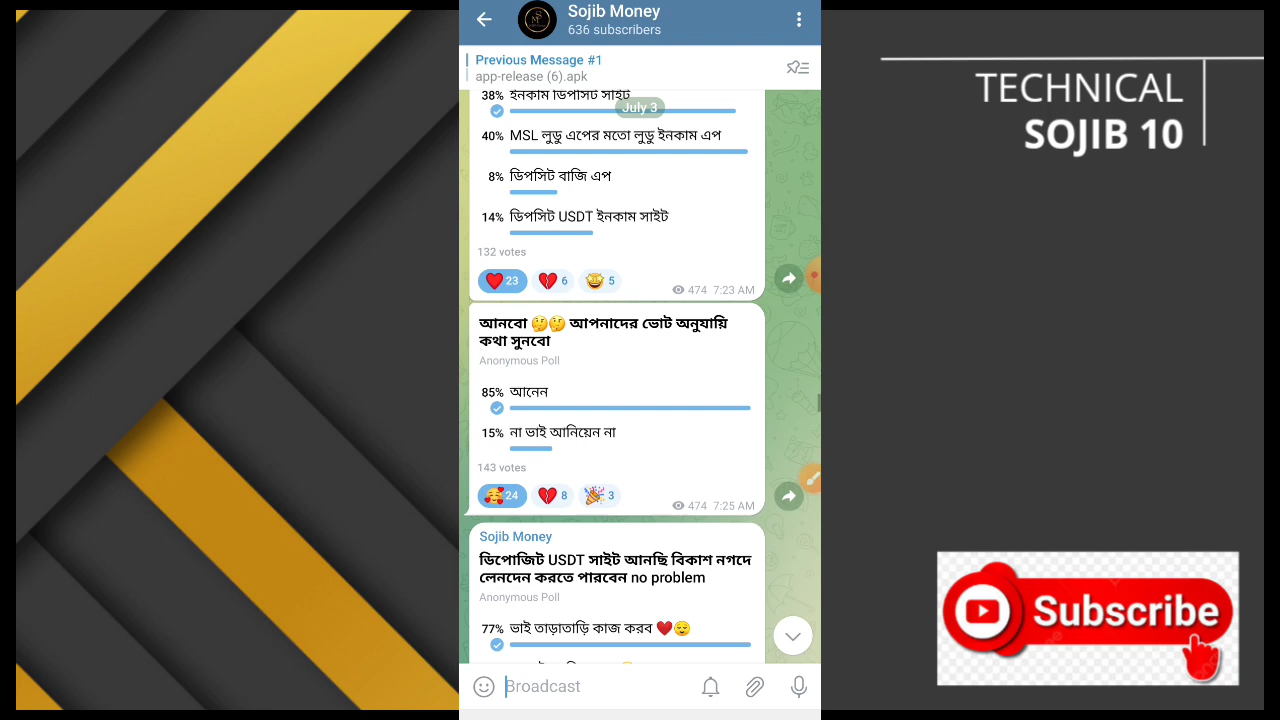 Sojib Money
636 subscribers
Previous Message #1
app-release (6).apk
38% ইনকাম ডিপসিট সাইট
July 3
40% MSL লুডু এপের মতো লুডু ইনকাম এপ
8% ডিপসিট বাজি এপ
14% ডিপসিট USDT ইনকাম সাইট
132 votes
23 6 5 474 7:23 AM
আনবো 🤔🤔 আপনাদের ভোট অনুযায়ি
কথা সুনবো
Anonymous Poll
85% আনেন
15% না ভাই আনিয়েন না
143 votes
24 8 3 474 7:25 AM
Sojib Money
ডিপোজিট USDT সাইট আনছি বিকাশ নগদে
লেনদেন করতে পারবেন no problem
Anonymous Poll
77% ভাই তাড়াতাড়ি কাজ করব ❤️😌
Broadcast
TECHNICAL
SOJIB 10
Subscribe